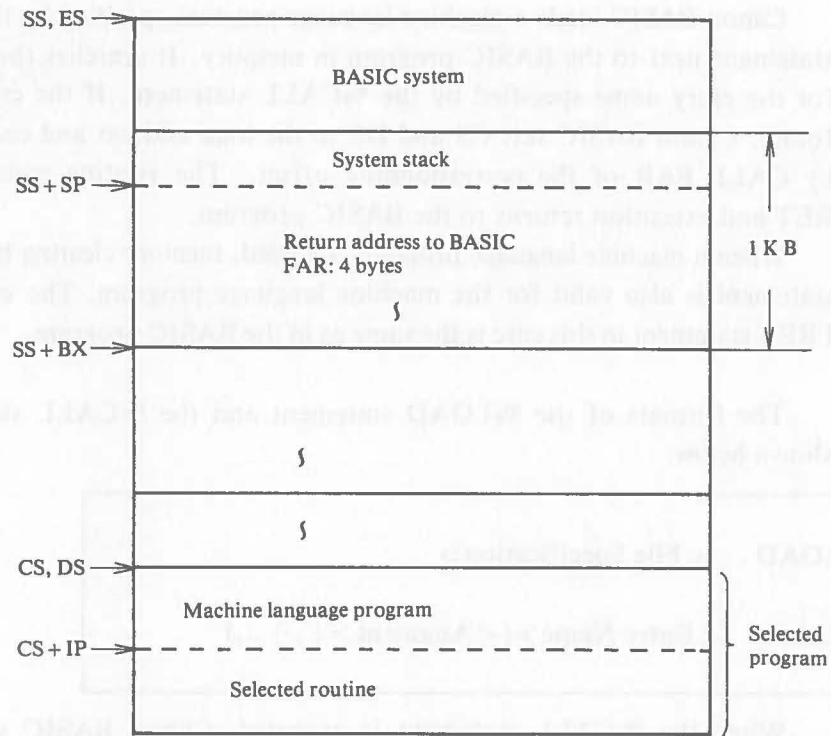 SS, ES
BASIC system
System stack
SS + SP
Return address to BASIC
FAR: 4 bytes
1 K B
SS + BX
CS, DS
Machine language program
CS + IP
Selected program
Selected routine